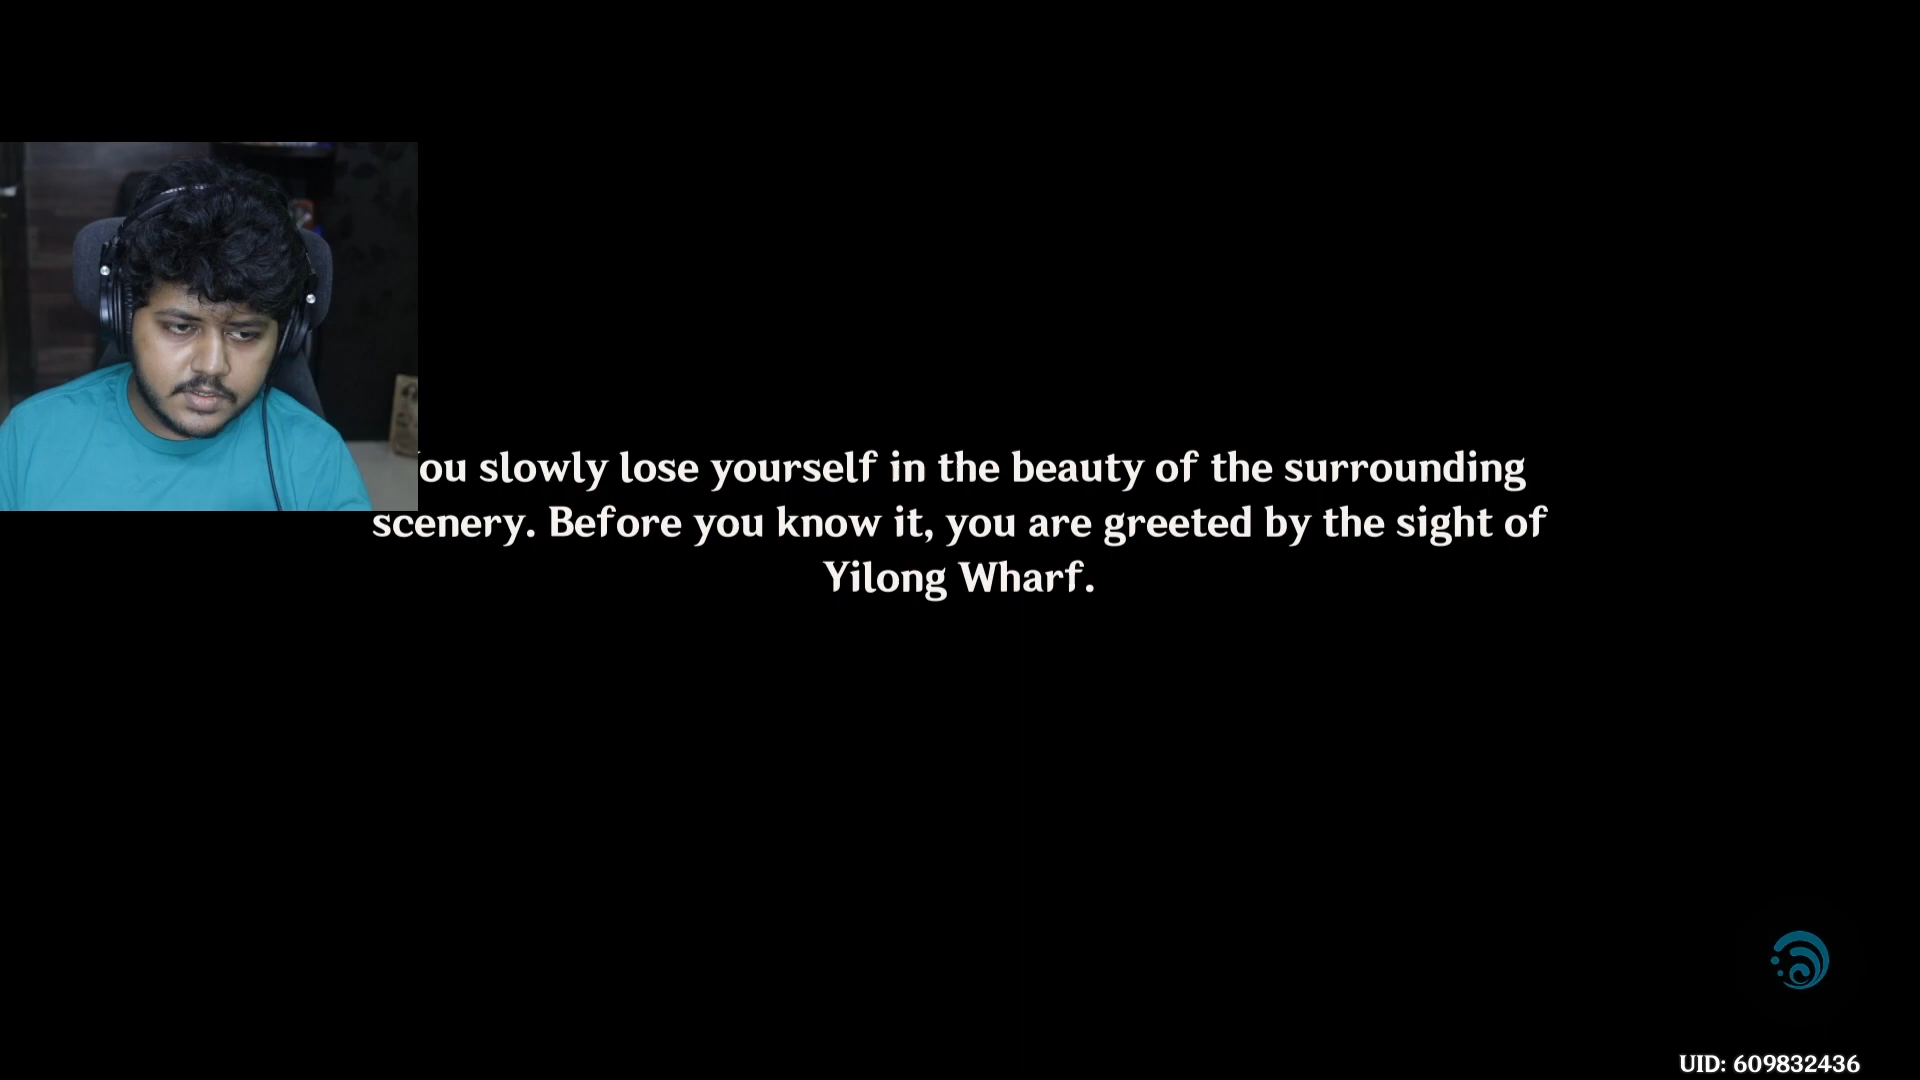 ou slowly lose yourself in the beauty of the surrounding
scenery. Before you know it, you are greeted by the sight of
Yilong Wharf.
UID: 609832436